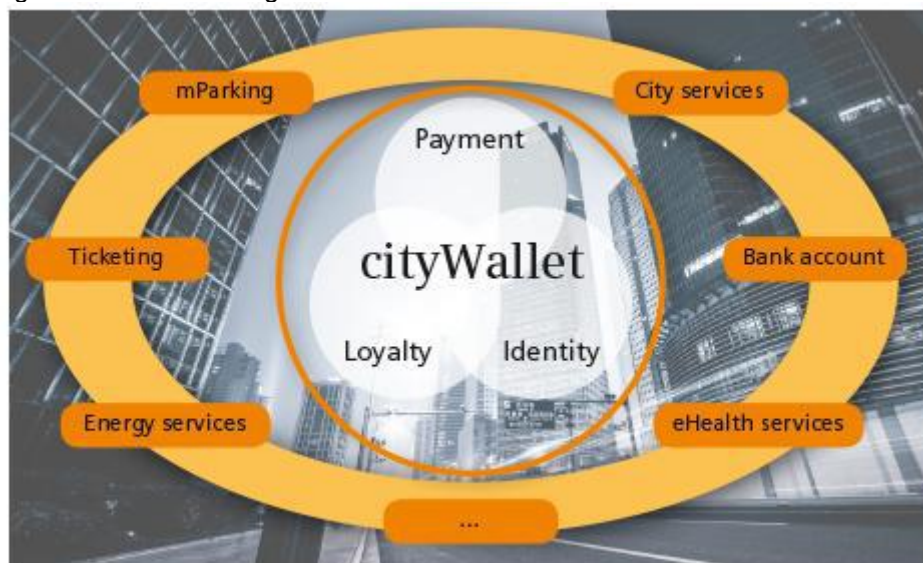 mParking
City services
Payment
Ticketing
cityWallet
Bank account
Loyalty
Identity
Energy services
eHealth services
...